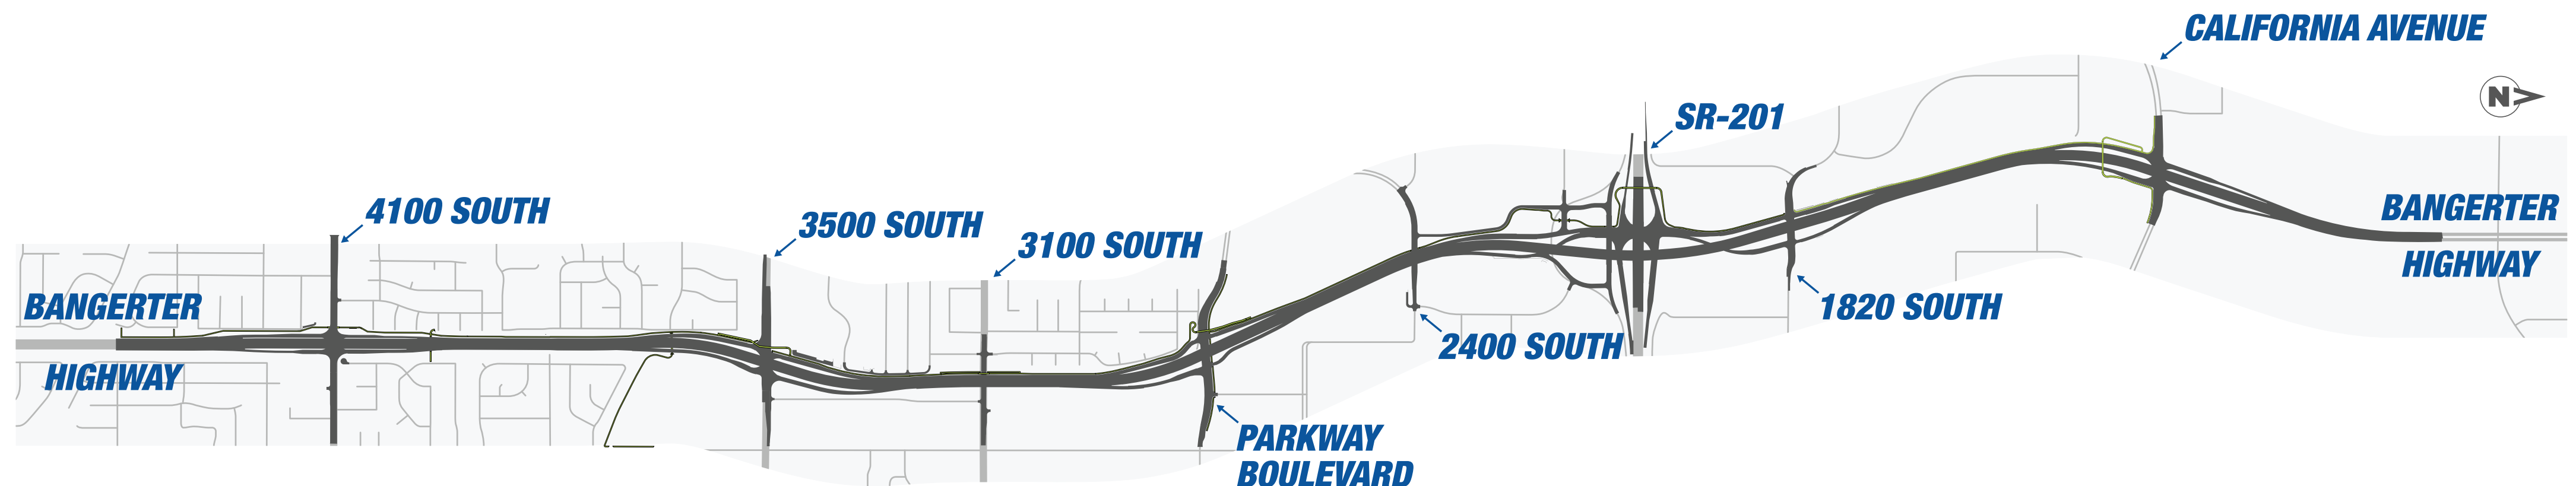 CALIFORNIA AVENUE
N
SR-201
4100 SOUTH
3500 SOUTH
3100 SOUTH
BANGERTER
HIGHWAY
BANGERTER
HIGHWAY
1820 SOUTH
2400 SOUTH
PARKWAY
BOULEVARD